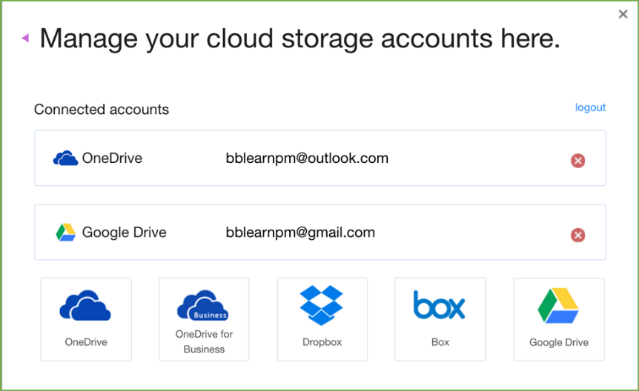 Manage your cloud storage accounts here.
Connected accounts logout
OneDrive bblearnpm@outlook.com
Google Drive bblearnpm@gmail.com
Business
box
OneDrive
OneDrive for
Business
Dropbox
Box
Google Drive